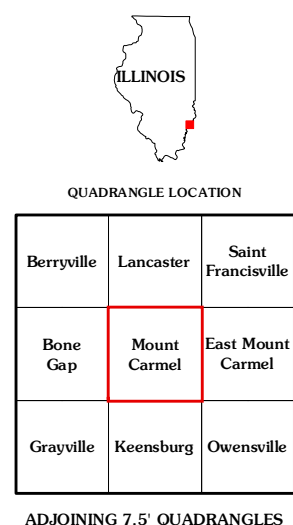 ILLINOIS
QUADRANGLE LOCATION
Berryville
Lancaster
Saint
Francisville
Bone
Gap
Mount
Carmel
East Mount
Carmel
Grayville
Keensburg
Owensville
ADJOINING 7.5' QUADRANGLES